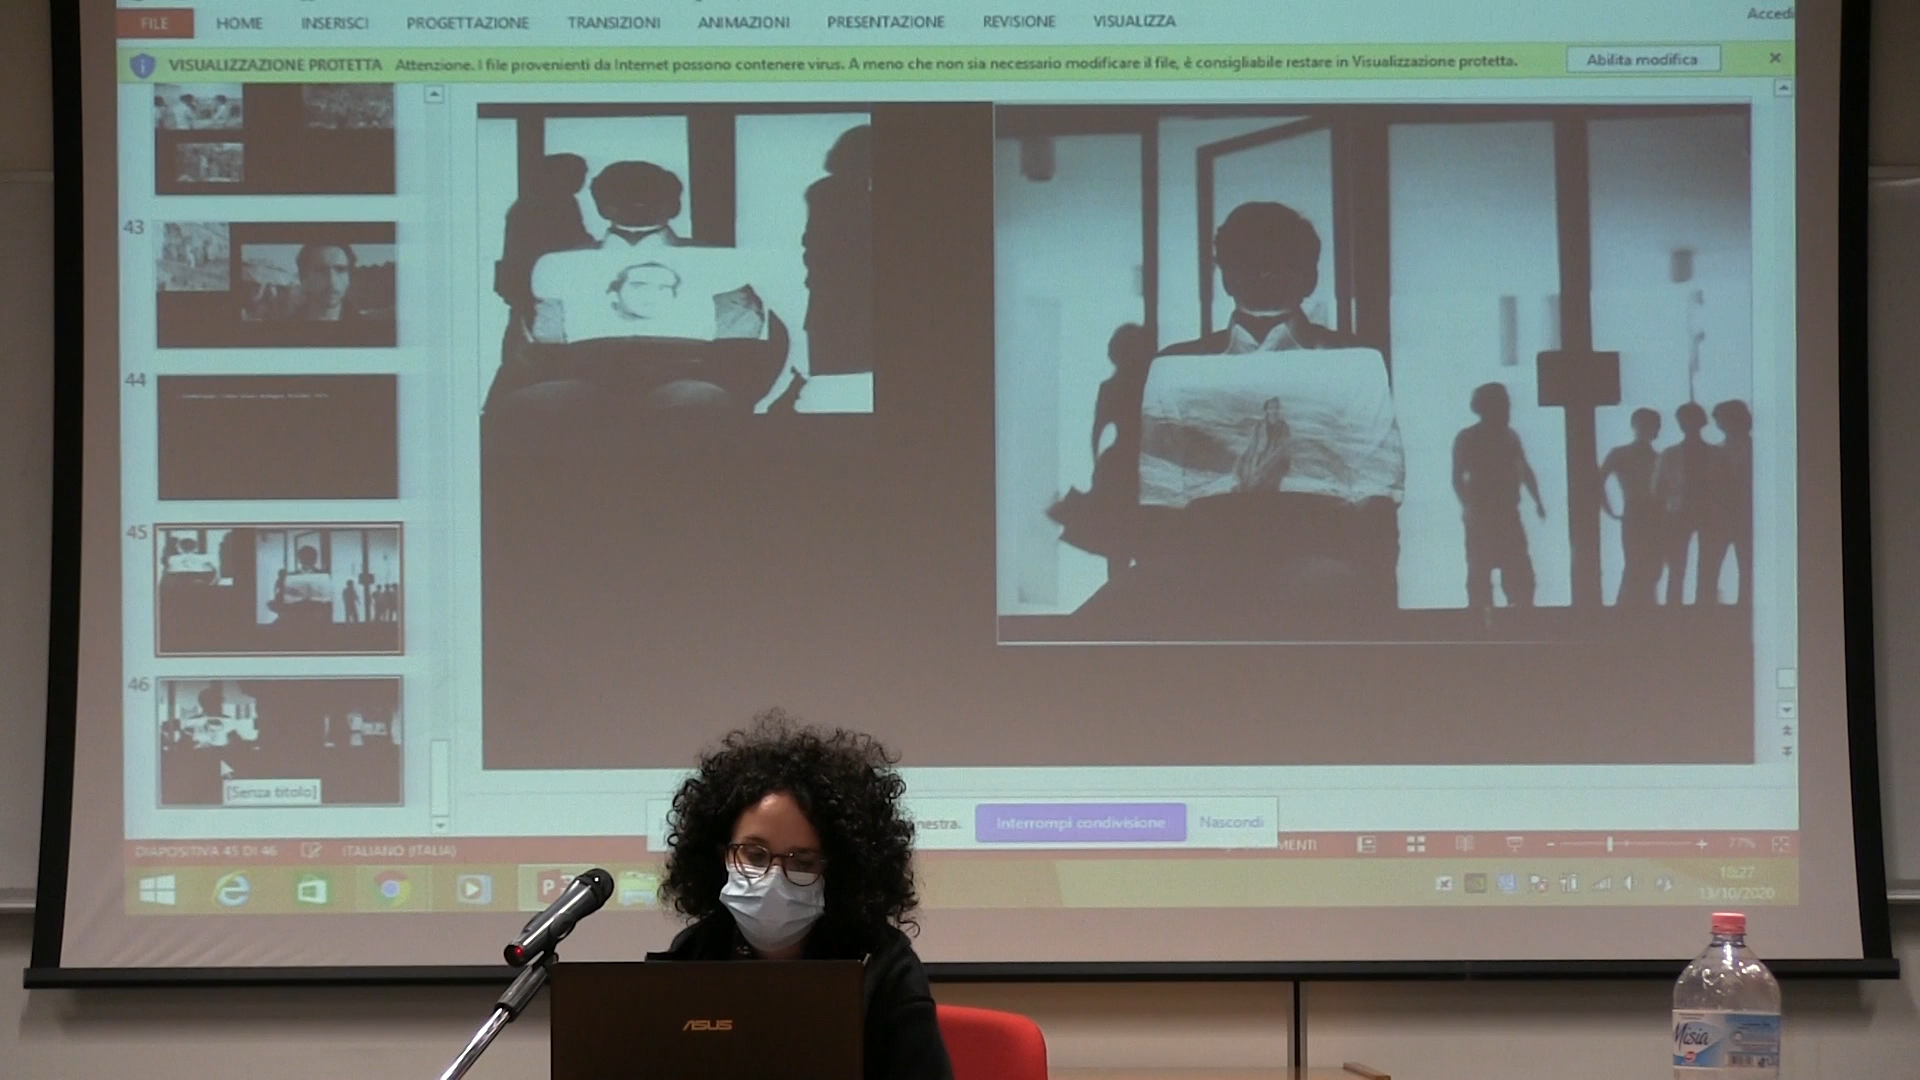 Accedi
FILE HOME INSERISCI PROGETTAZIONE TRANSIZIONI ANIMAZIONI PRESENTAZIONE REVISIONE VISUALIZZA
VISUALIZZAZIONE PROTETTA Attenzione. I file provenienti da Internet possono contenere virus. A meno che non sia necessario modificare il file, è consigliabile restare in Visualizzazione protetta. Abilita modifica
43
44
45
46
[Senza titolo]
nestra. Interrompi condivisione Nascondi
DIAPOSITIVA 45 DI 46 ITALIANO (ITALIA) MENTI 77%
18:27
13/10/2020
ASUS
Misia